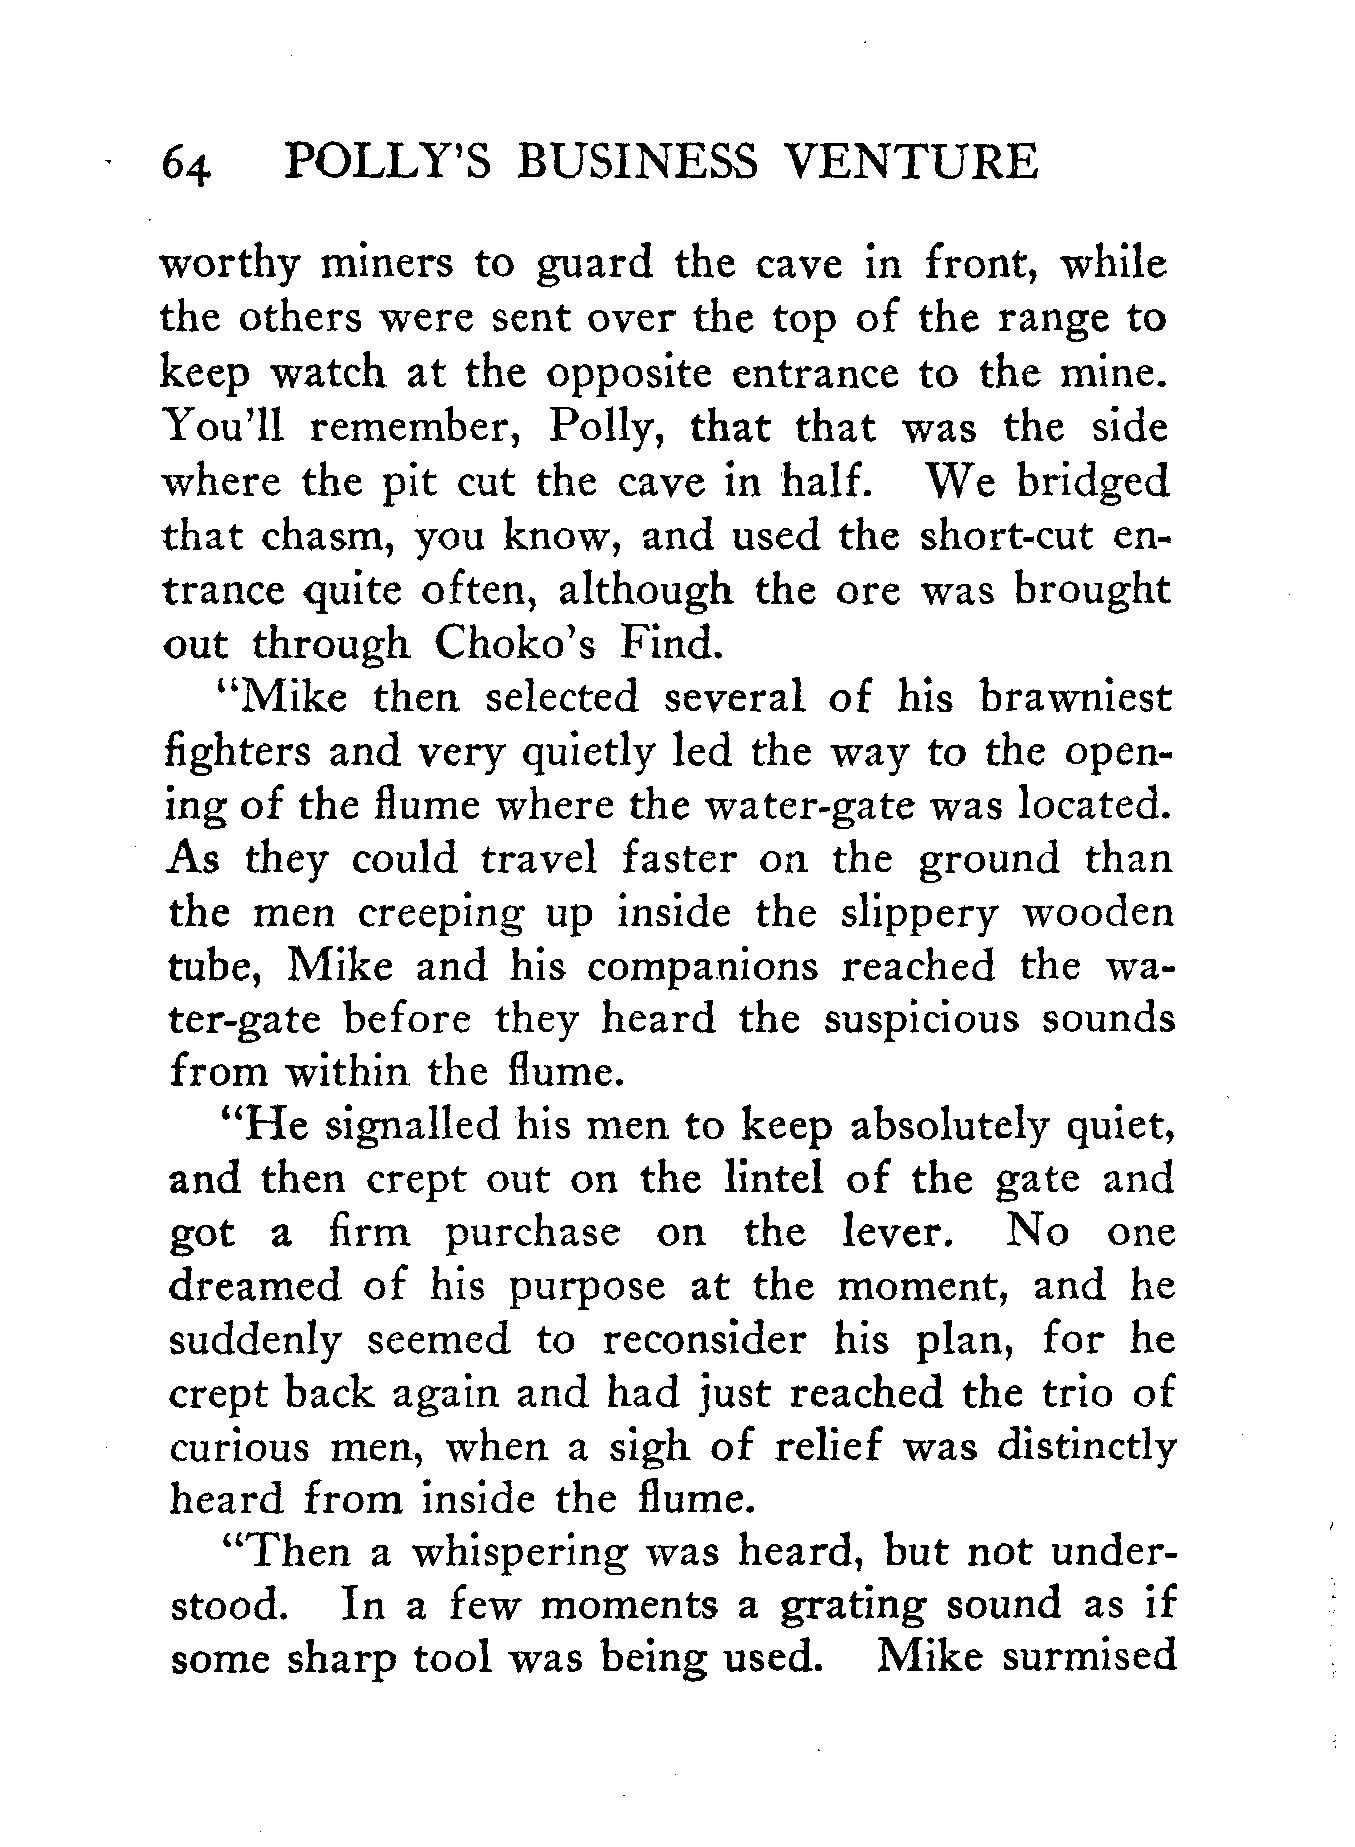 64 POLLY'S BUSINESS VENTURE
worthy miners to guard the cave in front, while
the others were sent over the top of the range to
keep watch at the opposite entrance to the mine.
You'll remember, Polly, that that was the side
where the pit cut the cave in half. We bridged
that chasm, you know, and used the short-cut en-
trance quite often, although the ore was brought
out through Choko's Find.
"Mike then selected several of his brawniest
fighters and very quietly led the way to the open-
ing of the flume where the water-gate was located.
As they could travel faster on the ground than
the men creeping up inside the slippery wooden
tube, Mike and his companions reached the wa-
ter-gate before they heard the suspicious sounds
from within the flume.
"He signalled his men to keep absolutely quiet,
and then crept out on the lintel of the gate and
got a firm purchase on the lever. No one
dreamed of his purpose at the moment, and he
suddenly seemed to reconsider his plan, for he
crept back again and had just reached the trio of
curious men, when a sigh of relief was distinctly
heard from inside the flume.
"Then a whispering was heard, but not under-
stood. In a few moments a grating sound as if
some sharp tool was being used. Mike surmised